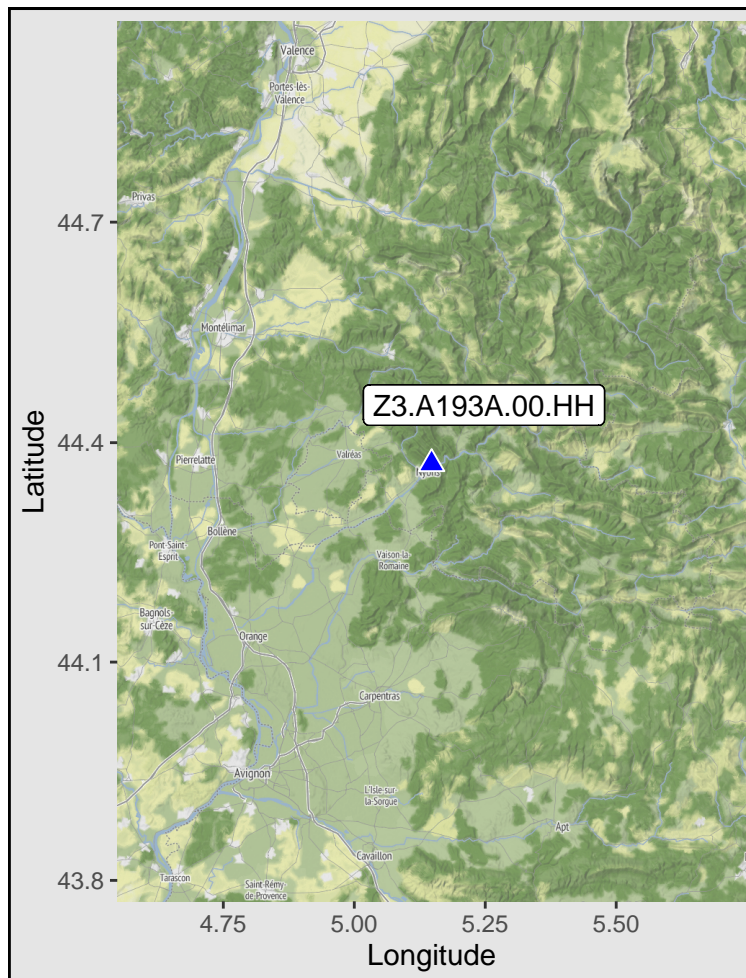 Valence
Portes-lès-
Valence
Privas
44.7
Montélimar
Z3.A193A.00.HH
44.4
Valréas
Pierrelatte
Nyons
Latitude
Bollène
Pont-Saint-
Esprit
Vaison-la-
Romaine
Bagnols
sur-Cèze
Orange
44.1
Carpentras
Avignon
L'Isle-sur
-la-Sorgue
Apt
Cavaillon
43.8
Tarascon
Saint-Rémy
de-Provence
4.75
5.00
5.25
5.50
Longitude